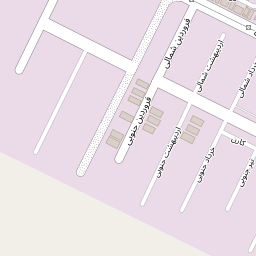 فروردین شمالی
اردیبهشت شمالی
خرداد شمالی
فروردین جنوبی
اردیبهشت جنوبی
خرداد جنوبی
تیر جنوبی